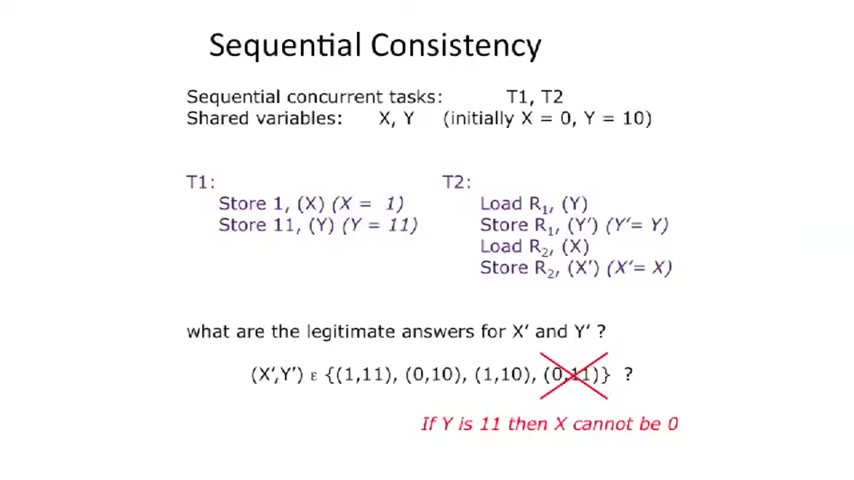 Sequential Consistency
Sequential concurrent tasks: T1, T2
Shared variables: X, Y (initially X = 0, Y = 10)
T1:
Store 1, (X) (X = 1)
Store 11, (Y) (Y = 11)
T2:
Load R₁, (Y)
Store R₁, (Y′) (Y′= Y)
Load R₂, (X)
Store R₂, (X′) (X′= X)
what are the legitimate answers for X′ and Y′ ?
(X′,Y′) ε {(1,11), (0,10), (1,10), (0,11)} ?
If Y is 11 then X cannot be 0